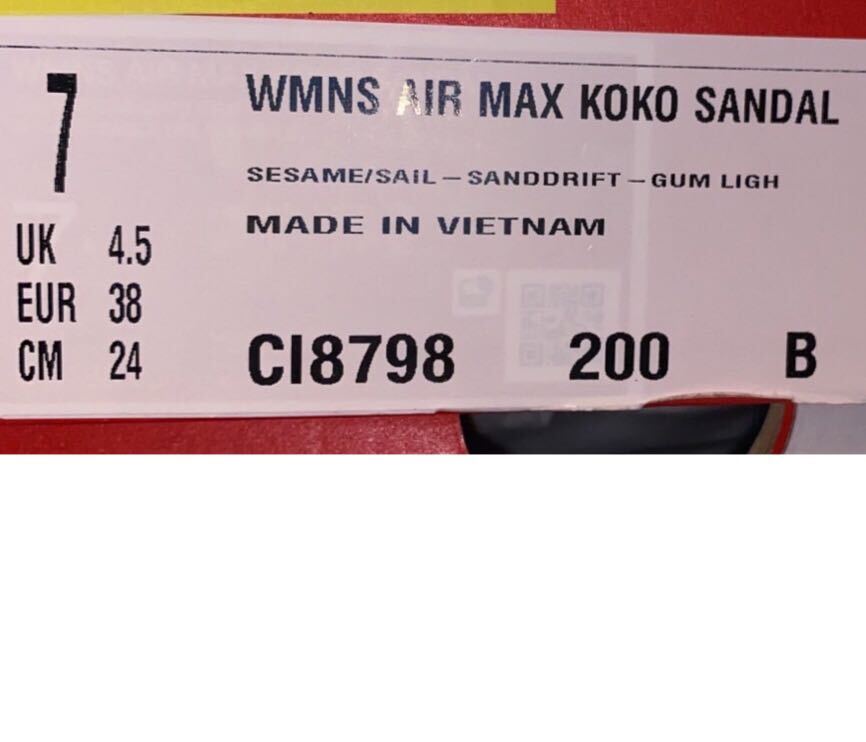 7
WMNS AIR MAX KOKO SANDAL
SESAME/SAIL – SANDDRIFT – GUM LIGH
MADE IN VIETNAM
UK 4.5
EUR 38
CM 24
CI8798 200 B